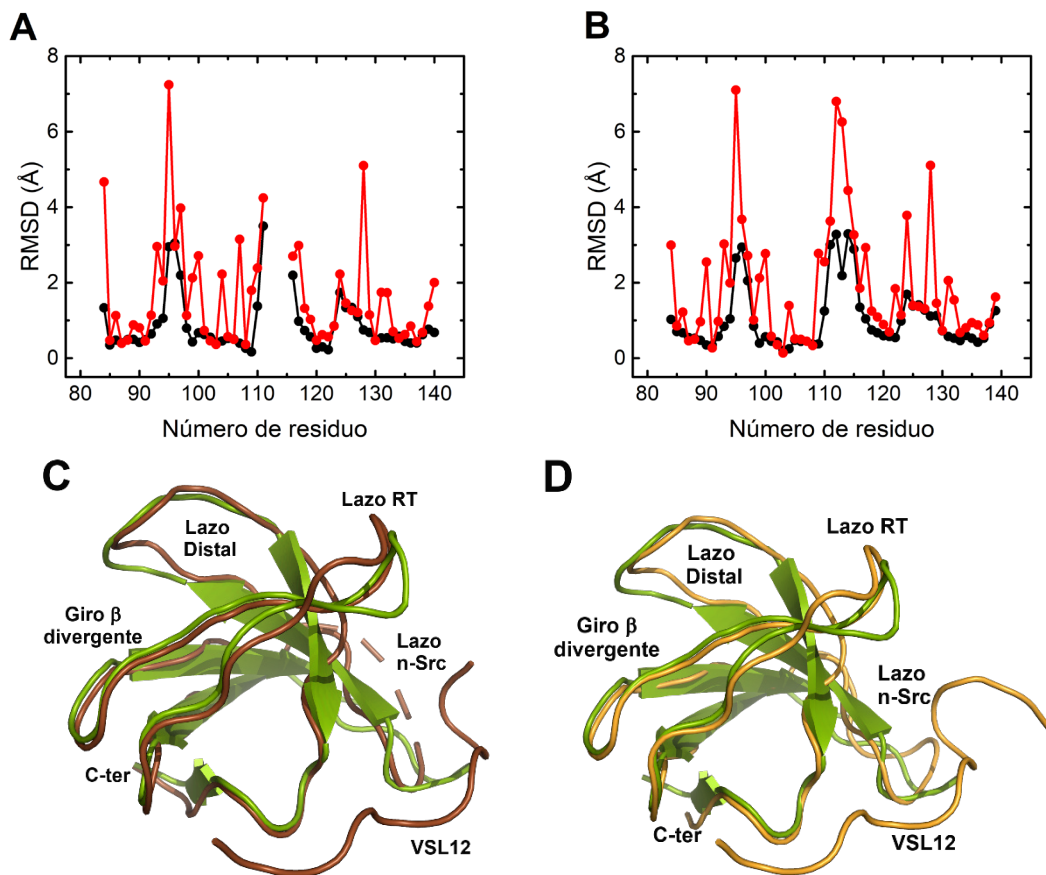 A
B
RMSD (Å)
8
6
4
2
0
80 90 100 110 120 130 140
Número de residuo
RMSD (Å)
8
6
4
2
0
80 90 100 110 120 130 140
Número de residuo
C
Lazo RT
Lazo
Distal
Giro β
divergente
Lazo
n-Src
C-ter
VSL12
D
Lazo RT
Lazo
Distal
Giro β
divergente
Lazo
n-Src
C-ter
VSL12